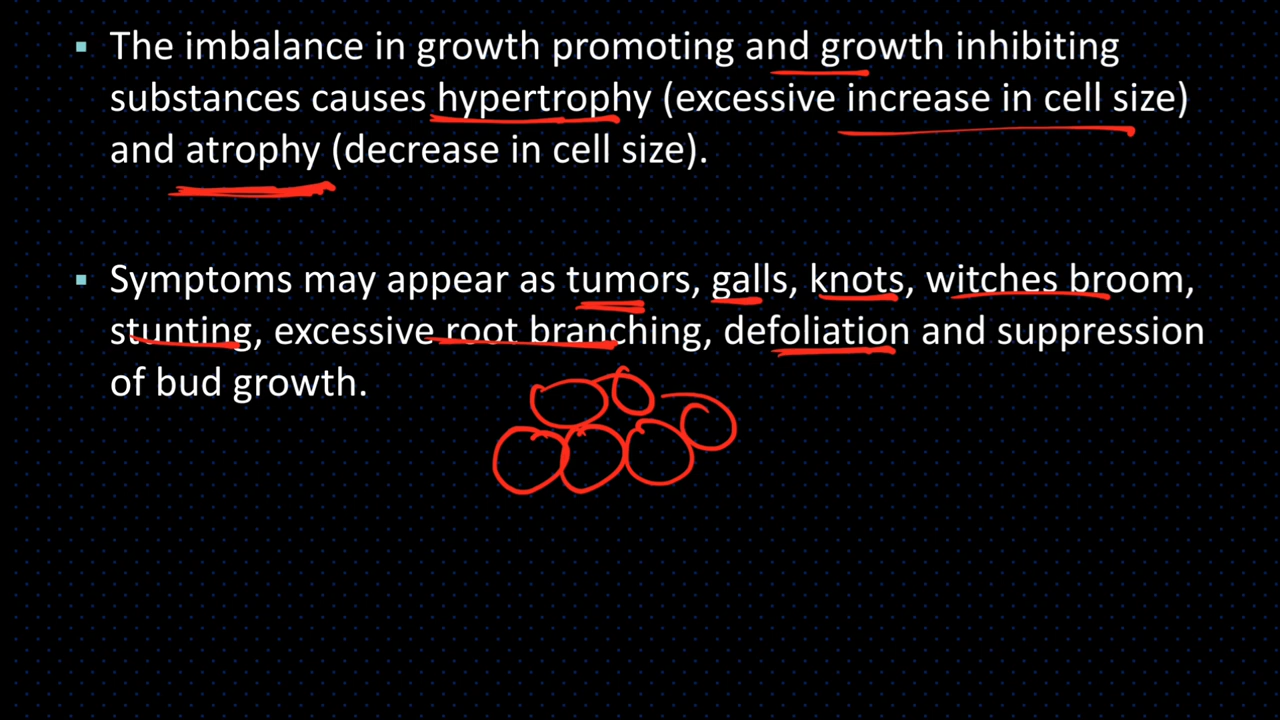 ▪ The imbalance in growth promoting and growth inhibiting
substances causes hypertrophy (excessive increase in cell size)
and atrophy (decrease in cell size).
▪ Symptoms may appear as tumors, galls, knots, witches broom,
stunting, excessive root branching, defoliation and suppression
of bud growth.